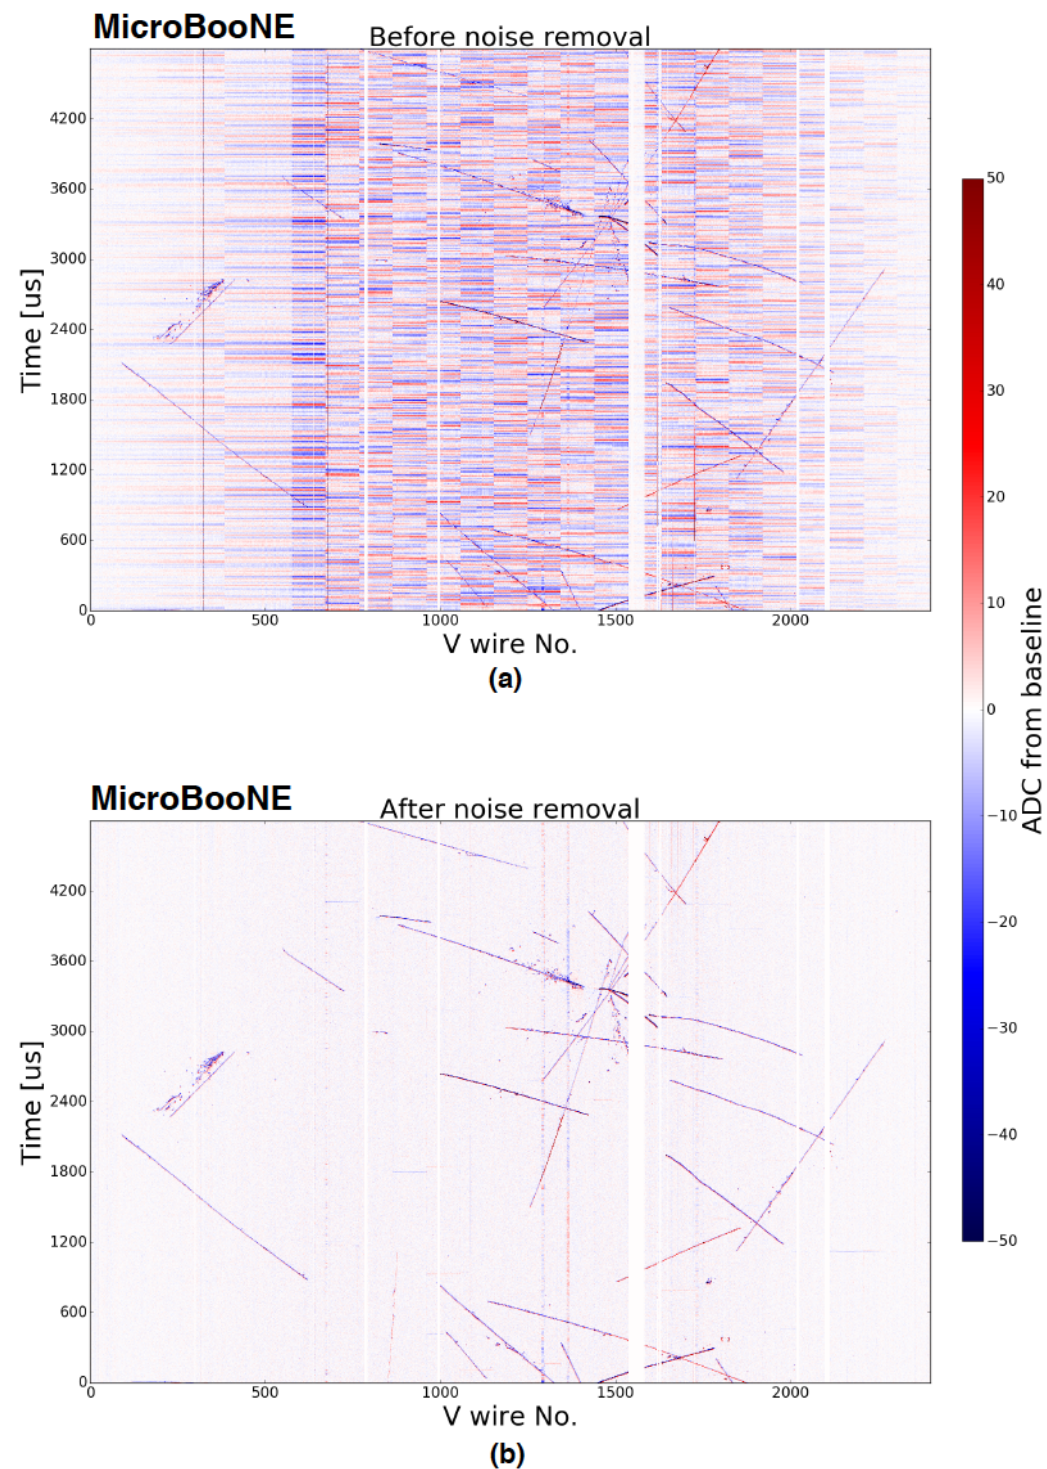 MicroBooNE
Before noise removal
4200
3600
3000
2400
1800
1200
600
0
Time [us]
0 500 1000 1500 2000
V wire No.
(a)
50
40
30
20
10
0
−10
−20
−30
−40
−50
ADC from baseline
MicroBooNE
After noise removal
4200
3600
3000
2400
1800
1200
600
0
Time [us]
0 500 1000 1500 2000
V wire No.
(b)